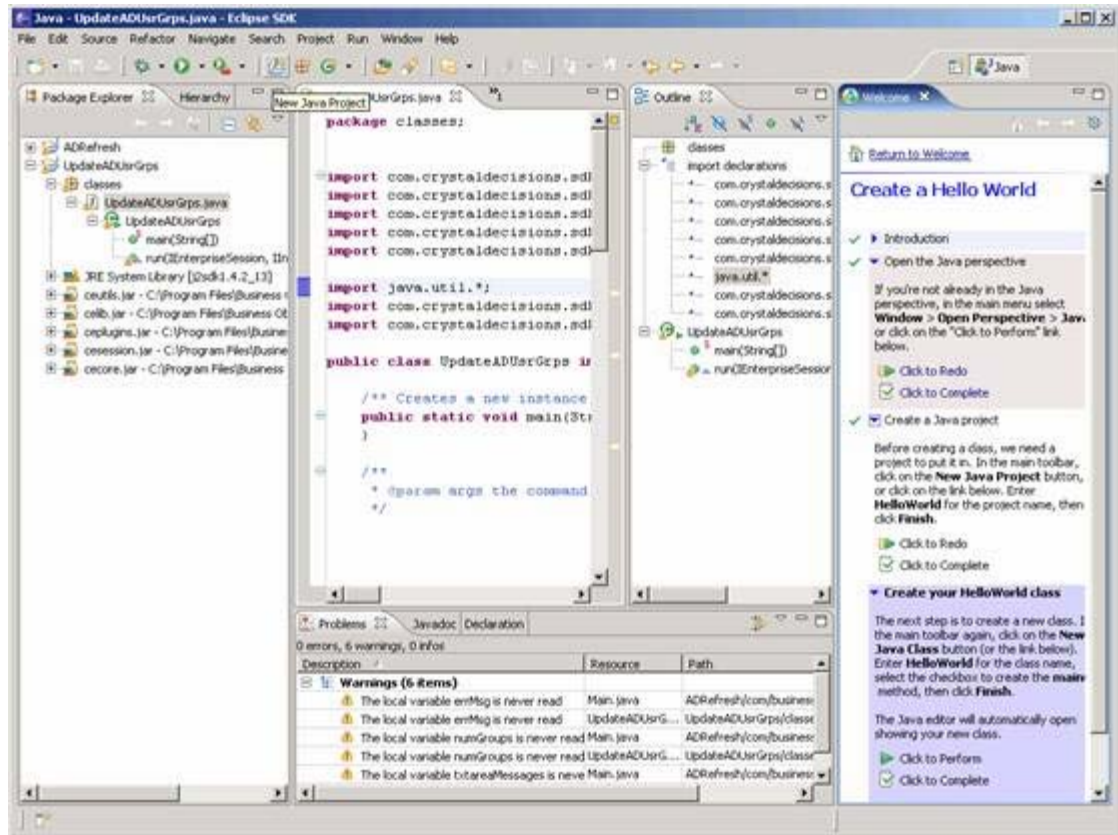 Java - UpdateADUsrGrps.java - Eclipse SDK
File Edit Source Refactor Navigate Search Project Run Window Help
Java
Package Explorer
Hierarchy
New Java Project
UsrGrps.java
1
ADRefresh
UpdateADUsrGrps
classes
UpdateADUsrGrps.java
UpdateADUsrGrps
main(String[])
run(IEnterpriseSession, IIn
JRE System Library [j2sdk1.4.2_13]
ceutils.jar - C:\Program Files\Business
celib.jar - C:\Program Files\Business Ob
ceplugins.jar - C:\Program Files\Busine
cesession.jar - C:\Program Files\Busine
cecore.jar - C:\Program Files\Business
package classes;
import com.crystaldecisions.sdk
import com.crystaldecisions.sdk
import com.crystaldecisions.sdk
import com.crystaldecisions.sdk
import com.crystaldecisions.sdk
import java.util.*;
import com.crystaldecisions.sdk
import com.crystaldecisions.sdk
public class UpdateADUsrGrps im
/** Creates a new instance
public static void main(Str
}
/**
* @param args the command
*/
Outline
classes
import declarations
com.crystaldecisions.s
com.crystaldecisions.s
com.crystaldecisions.s
com.crystaldecisions.s
com.crystaldecisions.s
java.util.*
com.crystaldecisions.s
com.crystaldecisions.s
UpdateADUsrGrps
main(String[])
run(IEnterpriseSession
Problems
Javadoc
Declaration
0 errors, 6 warnings, 0 infos
Description
Resource
Path
Warnings (6 items)
The local variable errMsg is never read Main.java ADRefresh/com/business
The local variable errMsg is never read UpdateADUsrG... UpdateADUsrGrps/classe
The local variable numGroups is never read Main.java ADRefresh/com/business
The local variable numGroups is never read UpdateADUsrG... UpdateADUsrGrps/classe
The local variable txtareaMessages is neve Main.java ADRefresh/com/business
Welcome
Return to Welcome
Create a Hello World
Introduction
Open the Java perspective
If you're not already in the Java
perspective, in the main menu select
Window > Open Perspective > Java
or click on the "Click to Perform" link
below.
Click to Redo
Click to Complete
Create a Java project
Before creating a class, we need a
project to put it in. In the main toolbar,
click on the New Java Project button,
or click on the link below. Enter
HelloWorld for the project name, then
click Finish.
Click to Redo
Click to Complete
Create your HelloWorld class
The next step is to create a new class. I
the main toolbar again, click on the New
Java Class button (or the link below).
Enter HelloWorld for the class name,
select the checkbox to create the main
method, then click Finish.
The Java editor will automatically open
showing your new class.
Click to Perform
Click to Complete